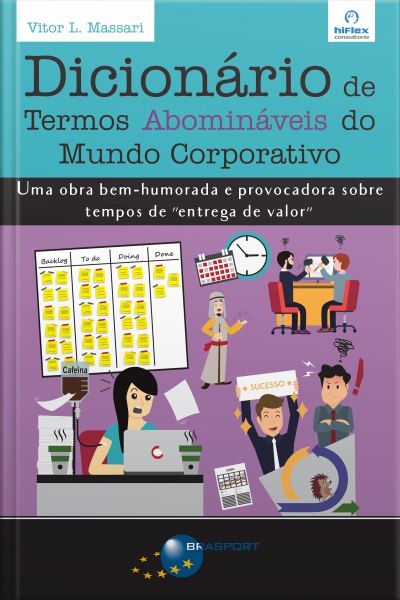 Vitor L. Massari
hiflex
consultoria
Dicionário de
Termos Abomináveis do
Mundo Corporativo
Uma obra bem-humorada e provocadora sobre
tempos de "entrega de valor"
Backlog
To do
Doing
Done
Cafeína
SUCESSO
BRASPORT